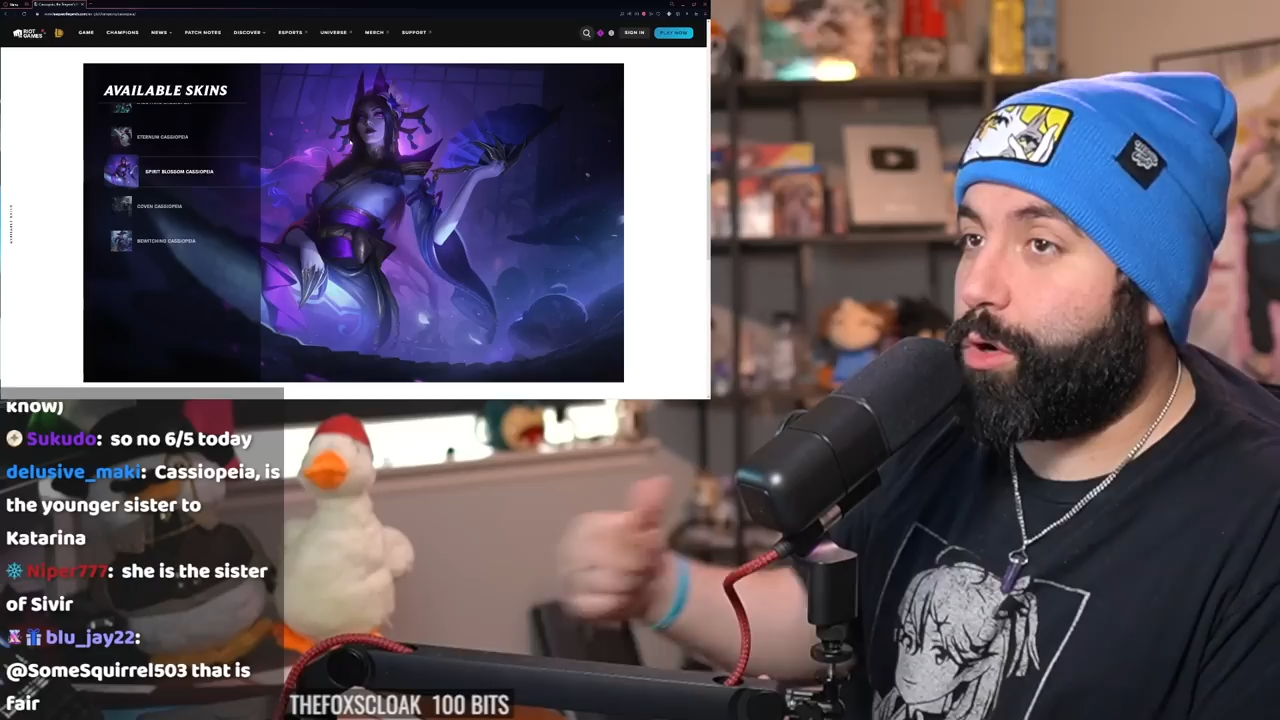 RIOT GAMES
GAME
CHAMPIONS
NEWS
PATCH NOTES
DISCOVER
ESPORTS
UNIVERSE
MERCH
SUPPORT
SIGN IN
PLAY NOW
AVAILABLE SKINS
ETERNUM CASSIOPEIA
SPIRIT BLOSSOM CASSIOPEIA
COVEN CASSIOPEIA
BEWITCHING CASSIOPEIA
know)
Sukudo: so no 6/5 today
delusive_maki: Cassiopeia, is
the younger sister to
Katarina
Niper777: she is the sister
of Sivir
blu_jay22:
@SomeSquirrel503 that is
fair
THEFOXSCLOAK 100 BITS